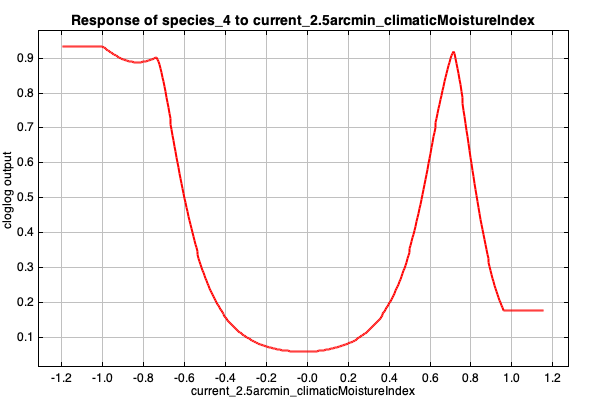 Response of species_4 to current_2.5arcmin_climaticMoistureIndex
cloglog output
0.9
0.8
0.7
0.6
0.5
0.4
0.3
0.2
0.1
-1.2 -1.0 -0.8 -0.6 -0.4 -0.2 -0.0 0.2 0.4 0.6 0.8 1.0 1.2
current_2.5arcmin_climaticMoistureIndex